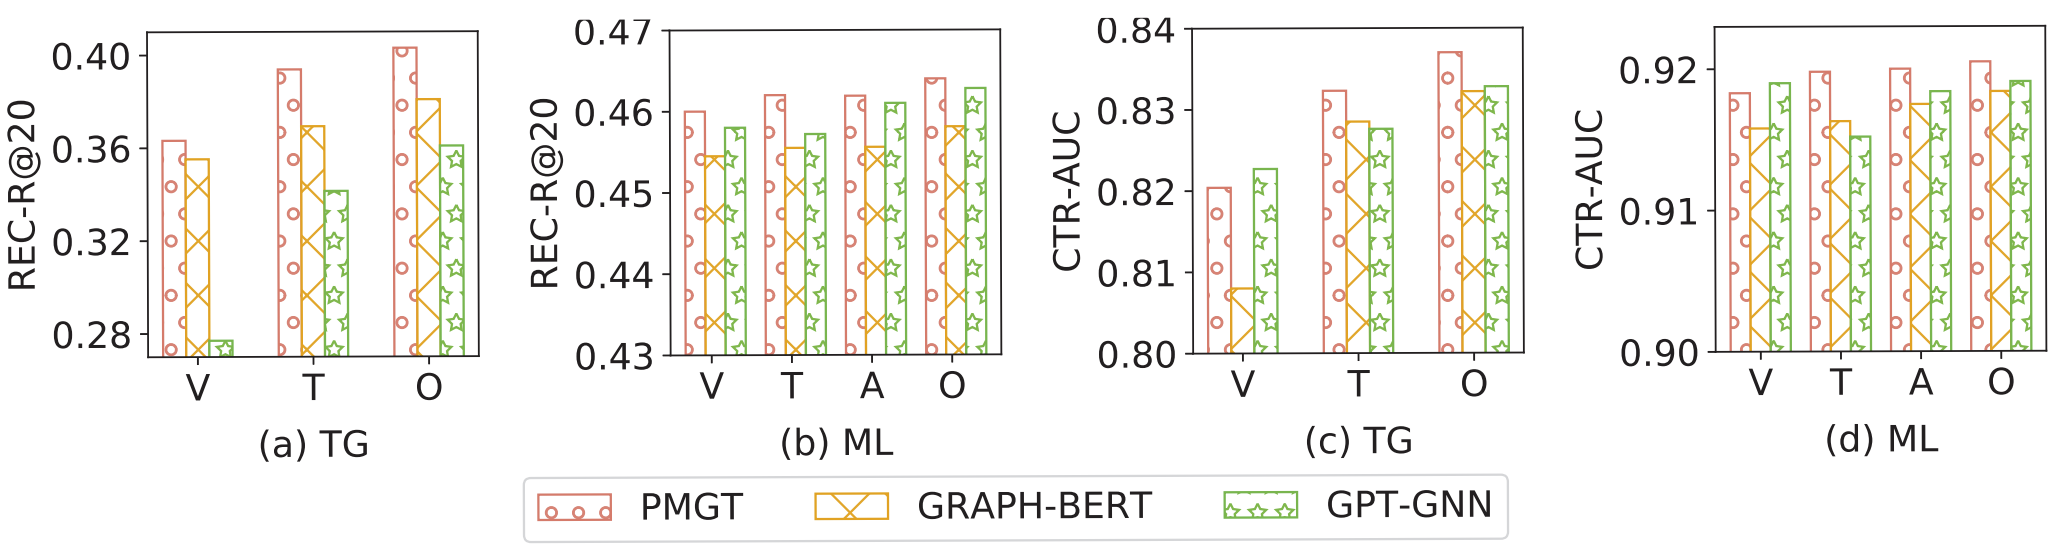 REC-R@20
0.40
0.36
0.32
0.28
V T O
(a) TG
REC-R@20
0.47
0.46
0.45
0.44
0.43
V T A O
(b) ML
CTR-AUC
0.84
0.83
0.82
0.81
0.80
V T O
(c) TG
CTR-AUC
0.92
0.91
0.90
V T A O
(d) ML
PMGT GRAPH-BERT GPT-GNN